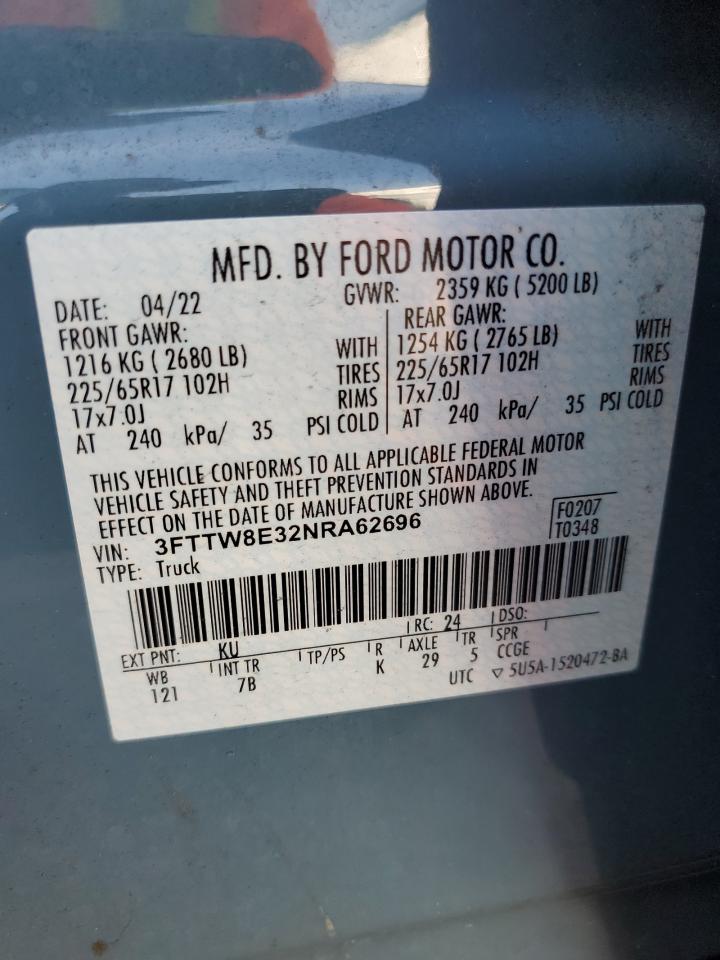 MFD. BY FORD MOTOR CO.
DATE: 04/22 GVWR: 2359 KG ( 5200 LB)
FRONT GAWR: REAR GAWR:
1216 KG ( 2680 LB) WITH 1254 KG ( 2765 LB) WITH
225/65R17 102H TIRES 225/65R17 102H TIRES
17x7.0J RIMS 17x7.0J RIMS
AT 240 kPa/ 35 PSI COLD AT 240 kPa/ 35 PSI COLD
THIS VEHICLE CONFORMS TO ALL APPLICABLE FEDERAL MOTOR
VEHICLE SAFETY AND THEFT PREVENTION STANDARDS IN
EFFECT ON THE DATE OF MANUFACTURE SHOWN ABOVE.
VIN: 3FTTW8E32NRA62696 F0207
TYPE: Truck T0348
EXT PNT: KU RC: 24 DSO:
WB INT TR TP/PS R AXLE TR SPR
121 7B K 29 5 CCGE
UTC ▽ 5U5A-1520472-BA